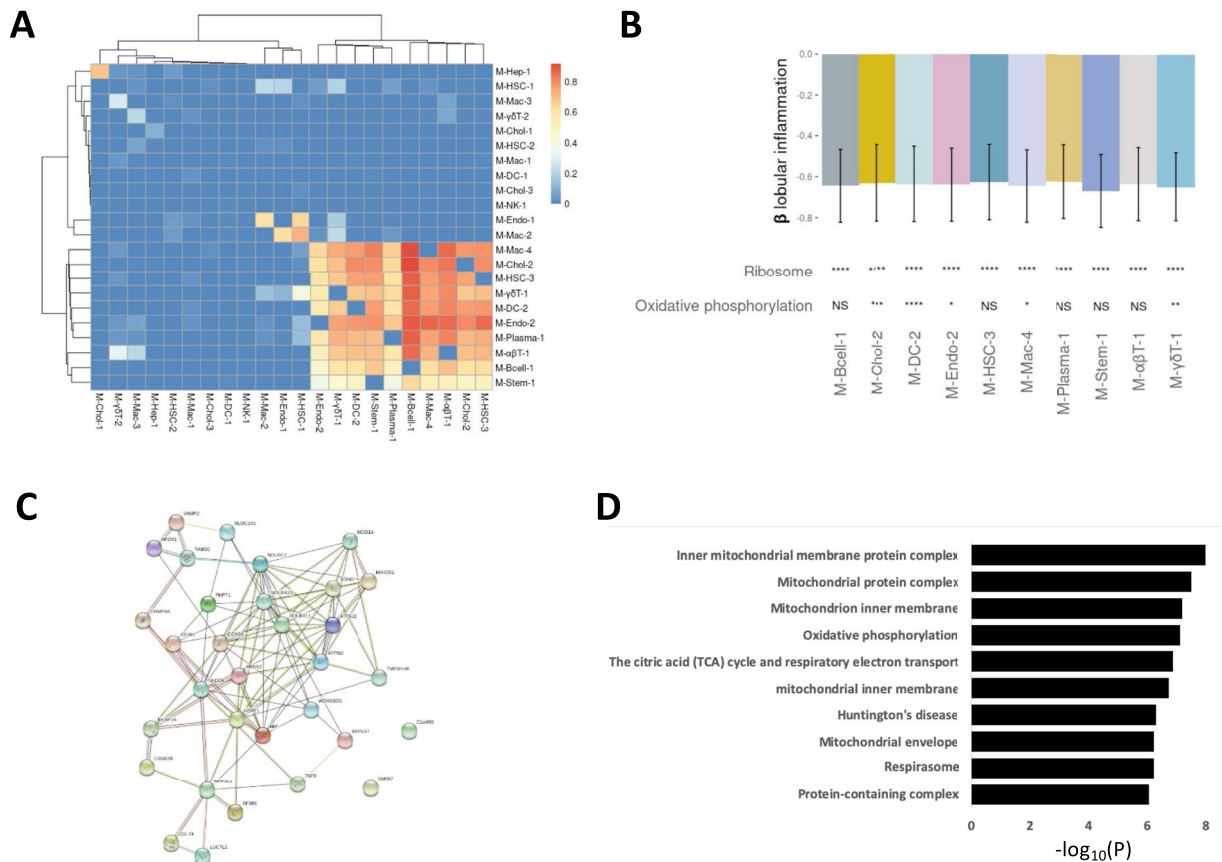 A
M-Hep-1
M-HSC-1
M-Mac-3
M-γδT-2
M-Chol-1
M-HSC-2
M-Mac-1
M-DC-1
M-Chol-3
M-NK-1
M-Endo-1
M-Mac-2
M-Mac-4
M-Chol-2
M-HSC-3
M-γδT-1
M-DC-2
M-Endo-2
M-Plasma-1
M-αβT-1
M-Bcell-1
M-Stem-1
0.8
0.6
0.4
0.2
0
M-Chol-1
M-γδT-2
M-Mac-3
M-Hep-1
M-HSC-2
M-Mac-1
M-Chol-3
M-DC-1
M-NK-1
M-Mac-2
M-Endo-1
M-HSC-1
M-Endo-2
M-γδT-1
M-DC-2
M-Stem-1
M-Plasma-1
M-Bcell-1
M-Mac-4
M-αβT-1
M-Chol-2
M-HSC-3
B
β lobular inflammation
0.0
-0.2
-0.4
-0.6
-0.8
Ribosome **** **** **** **** **** **** **** **** ****
Oxidative phosphorylation NS **** * NS * NS NS NS **
M-Bcell-1
M-Chol-2
M-DC-2
M-Endo-2
M-HSC-3
M-Mac-4
M-Plasma-1
M-Stem-1
M-αβT-1
M-γδT-1
C
VAMP2
RAB5C
NDUFC2
ATP5D
TMEM14B
CSNK2B
SF3B6
LUC7L2
D
Inner mitochondrial membrane protein complex
Mitochondrial protein complex
Mitochondrion inner membrane
Oxidative phosphorylation
The citric acid (TCA) cycle and respiratory electron transport
mitochondrial inner membrane
Huntington's disease
Mitochondrial envelope
Respirasome
Protein-containing complex
0 2 4 6 8
-log10(P)